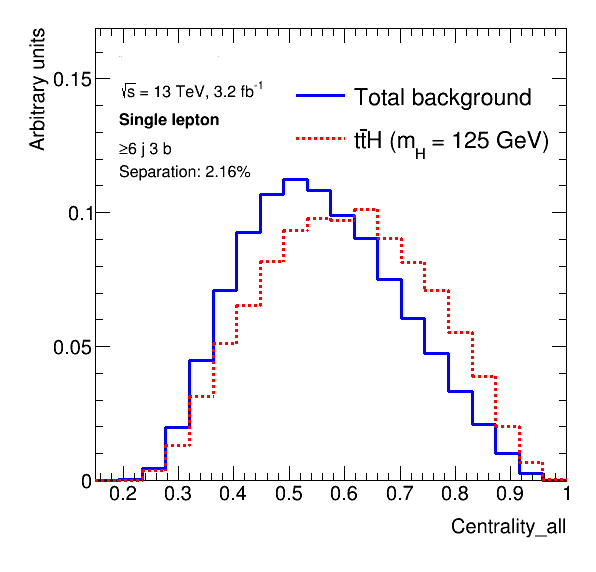 Arbitrary units
0.15
0.1
0.05
0
√s = 13 TeV, 3.2 fb⁻¹
Single lepton
≥6 j 3 b
Separation: 2.16%
Total background
tt̄H (m_H = 125 GeV)
0.2 0.3 0.4 0.5 0.6 0.7 0.8 0.9 1
Centrality_all